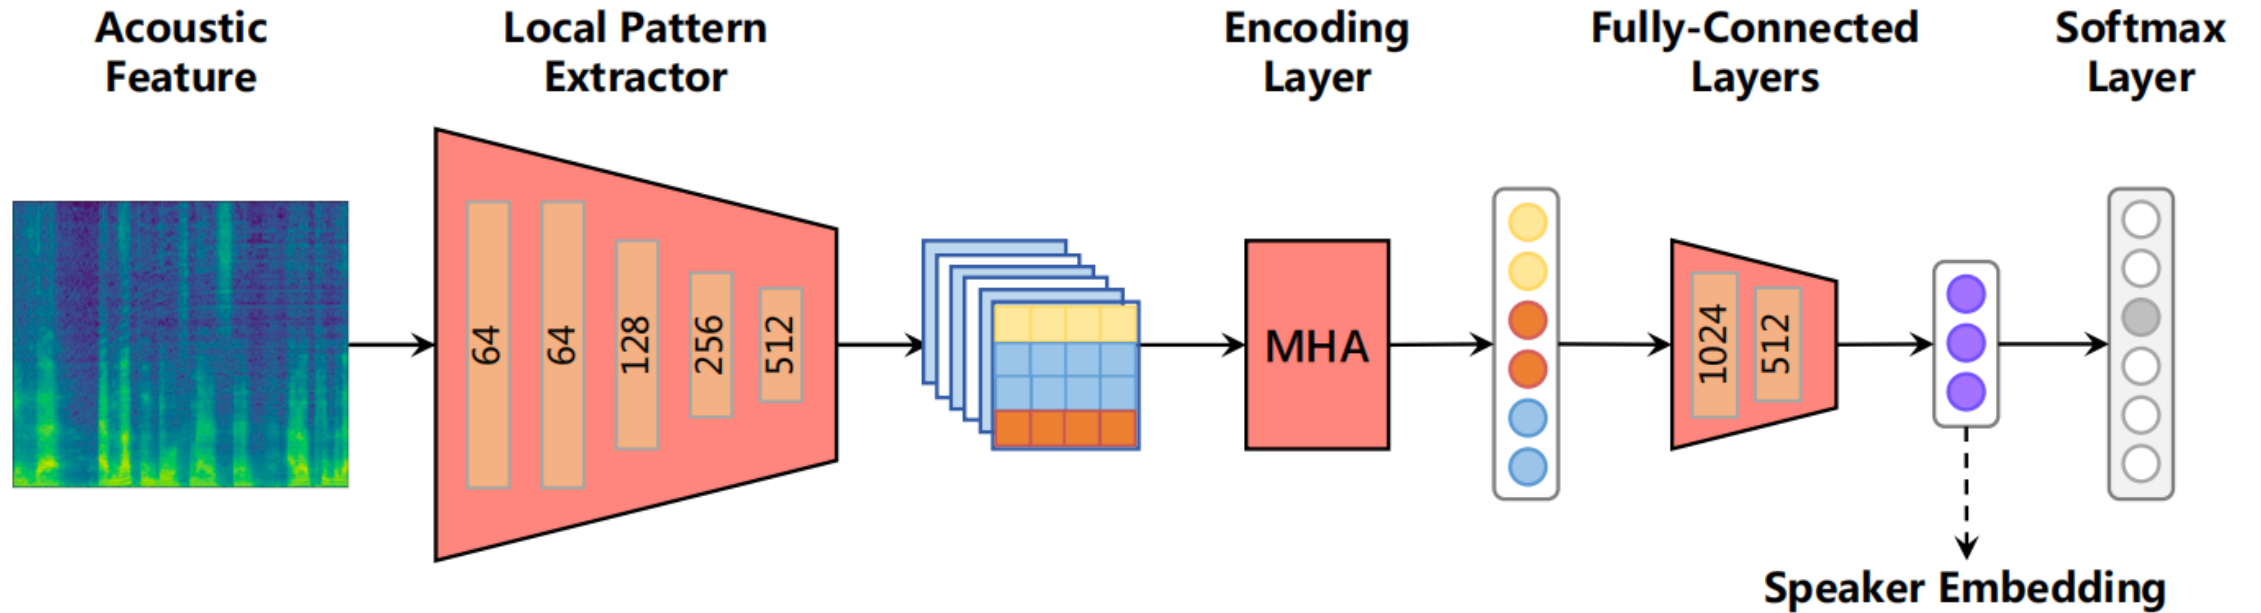 Acoustic
Feature
Local Pattern
Extractor
Encoding
Layer
Fully-Connected
Layers
Softmax
Layer
64
64
128
256
512
MHA
1024
512
Speaker Embedding